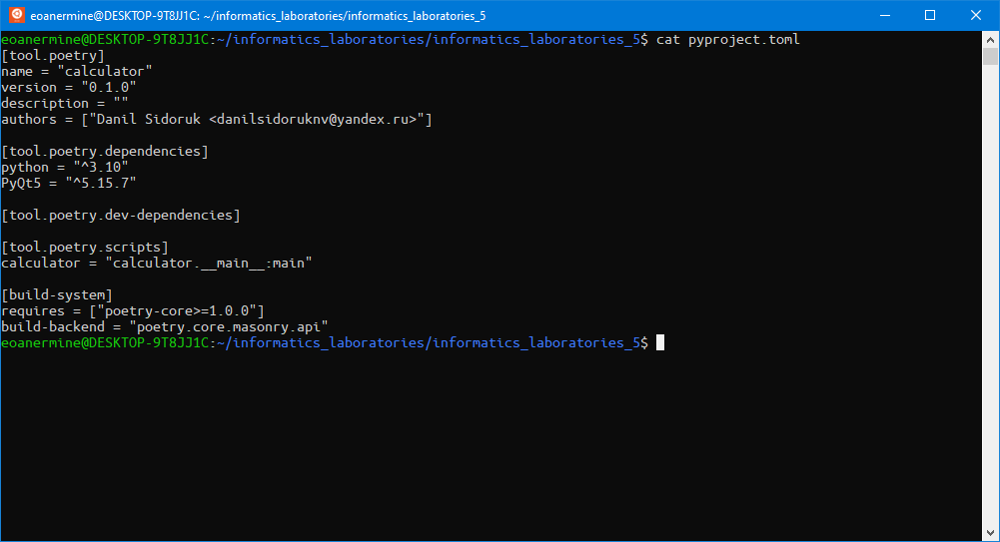 eoanermine@DESKTOP-9T8JJ1C: ~/informatics_laboratories/informatics_laboratories_5
eoanermine@DESKTOP-9T8JJ1C:~/informatics_laboratories/informatics_laboratories_5$ cat pyproject.toml
[tool.poetry]
name = "calculator"
version = "0.1.0"
description = ""
authors = ["Danil Sidoruk <danilsidoruknv@yandex.ru>"]

[tool.poetry.dependencies]
python = "^3.10"
PyQt5 = "^5.15.7"

[tool.poetry.dev-dependencies]

[tool.poetry.scripts]
calculator = "calculator.__main__:main"

[build-system]
requires = ["poetry-core>=1.0.0"]
build-backend = "poetry.core.masonry.api"
eoanermine@DESKTOP-9T8JJ1C:~/informatics_laboratories/informatics_laboratories_5$